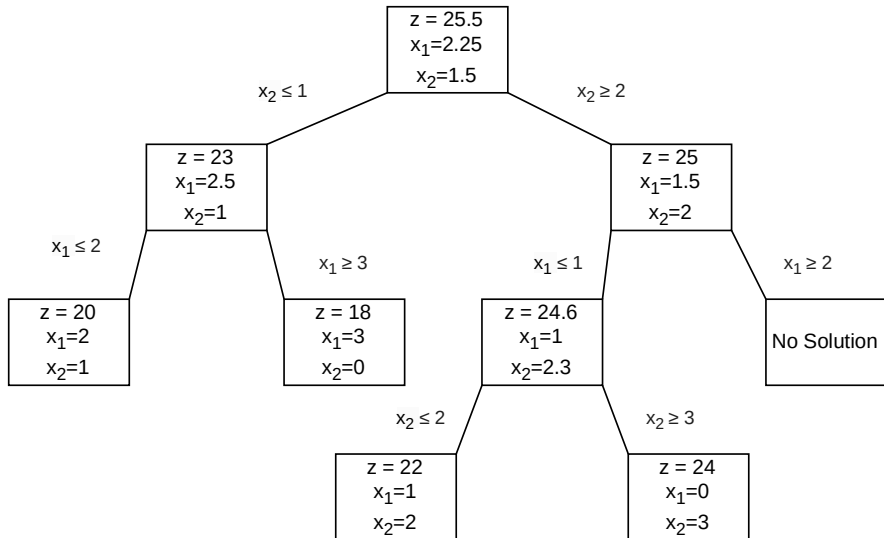 z = 25.5
x₁=2.25
x₂=1.5
x₂ ≤ 1
x₂ ≥ 2
z = 23
x₁=2.5
x₂=1
z = 25
x₁=1.5
x₂=2
x₁ ≤ 2
x₁ ≥ 3
x₁ ≤ 1
x₁ ≥ 2
z = 20
x₁=2
x₂=1
z = 18
x₁=3
x₂=0
z = 24.6
x₁=1
x₂=2.3
No Solution
x₂ ≤ 2
x₂ ≥ 3
z = 22
x₁=1
x₂=2
z = 24
x₁=0
x₂=3